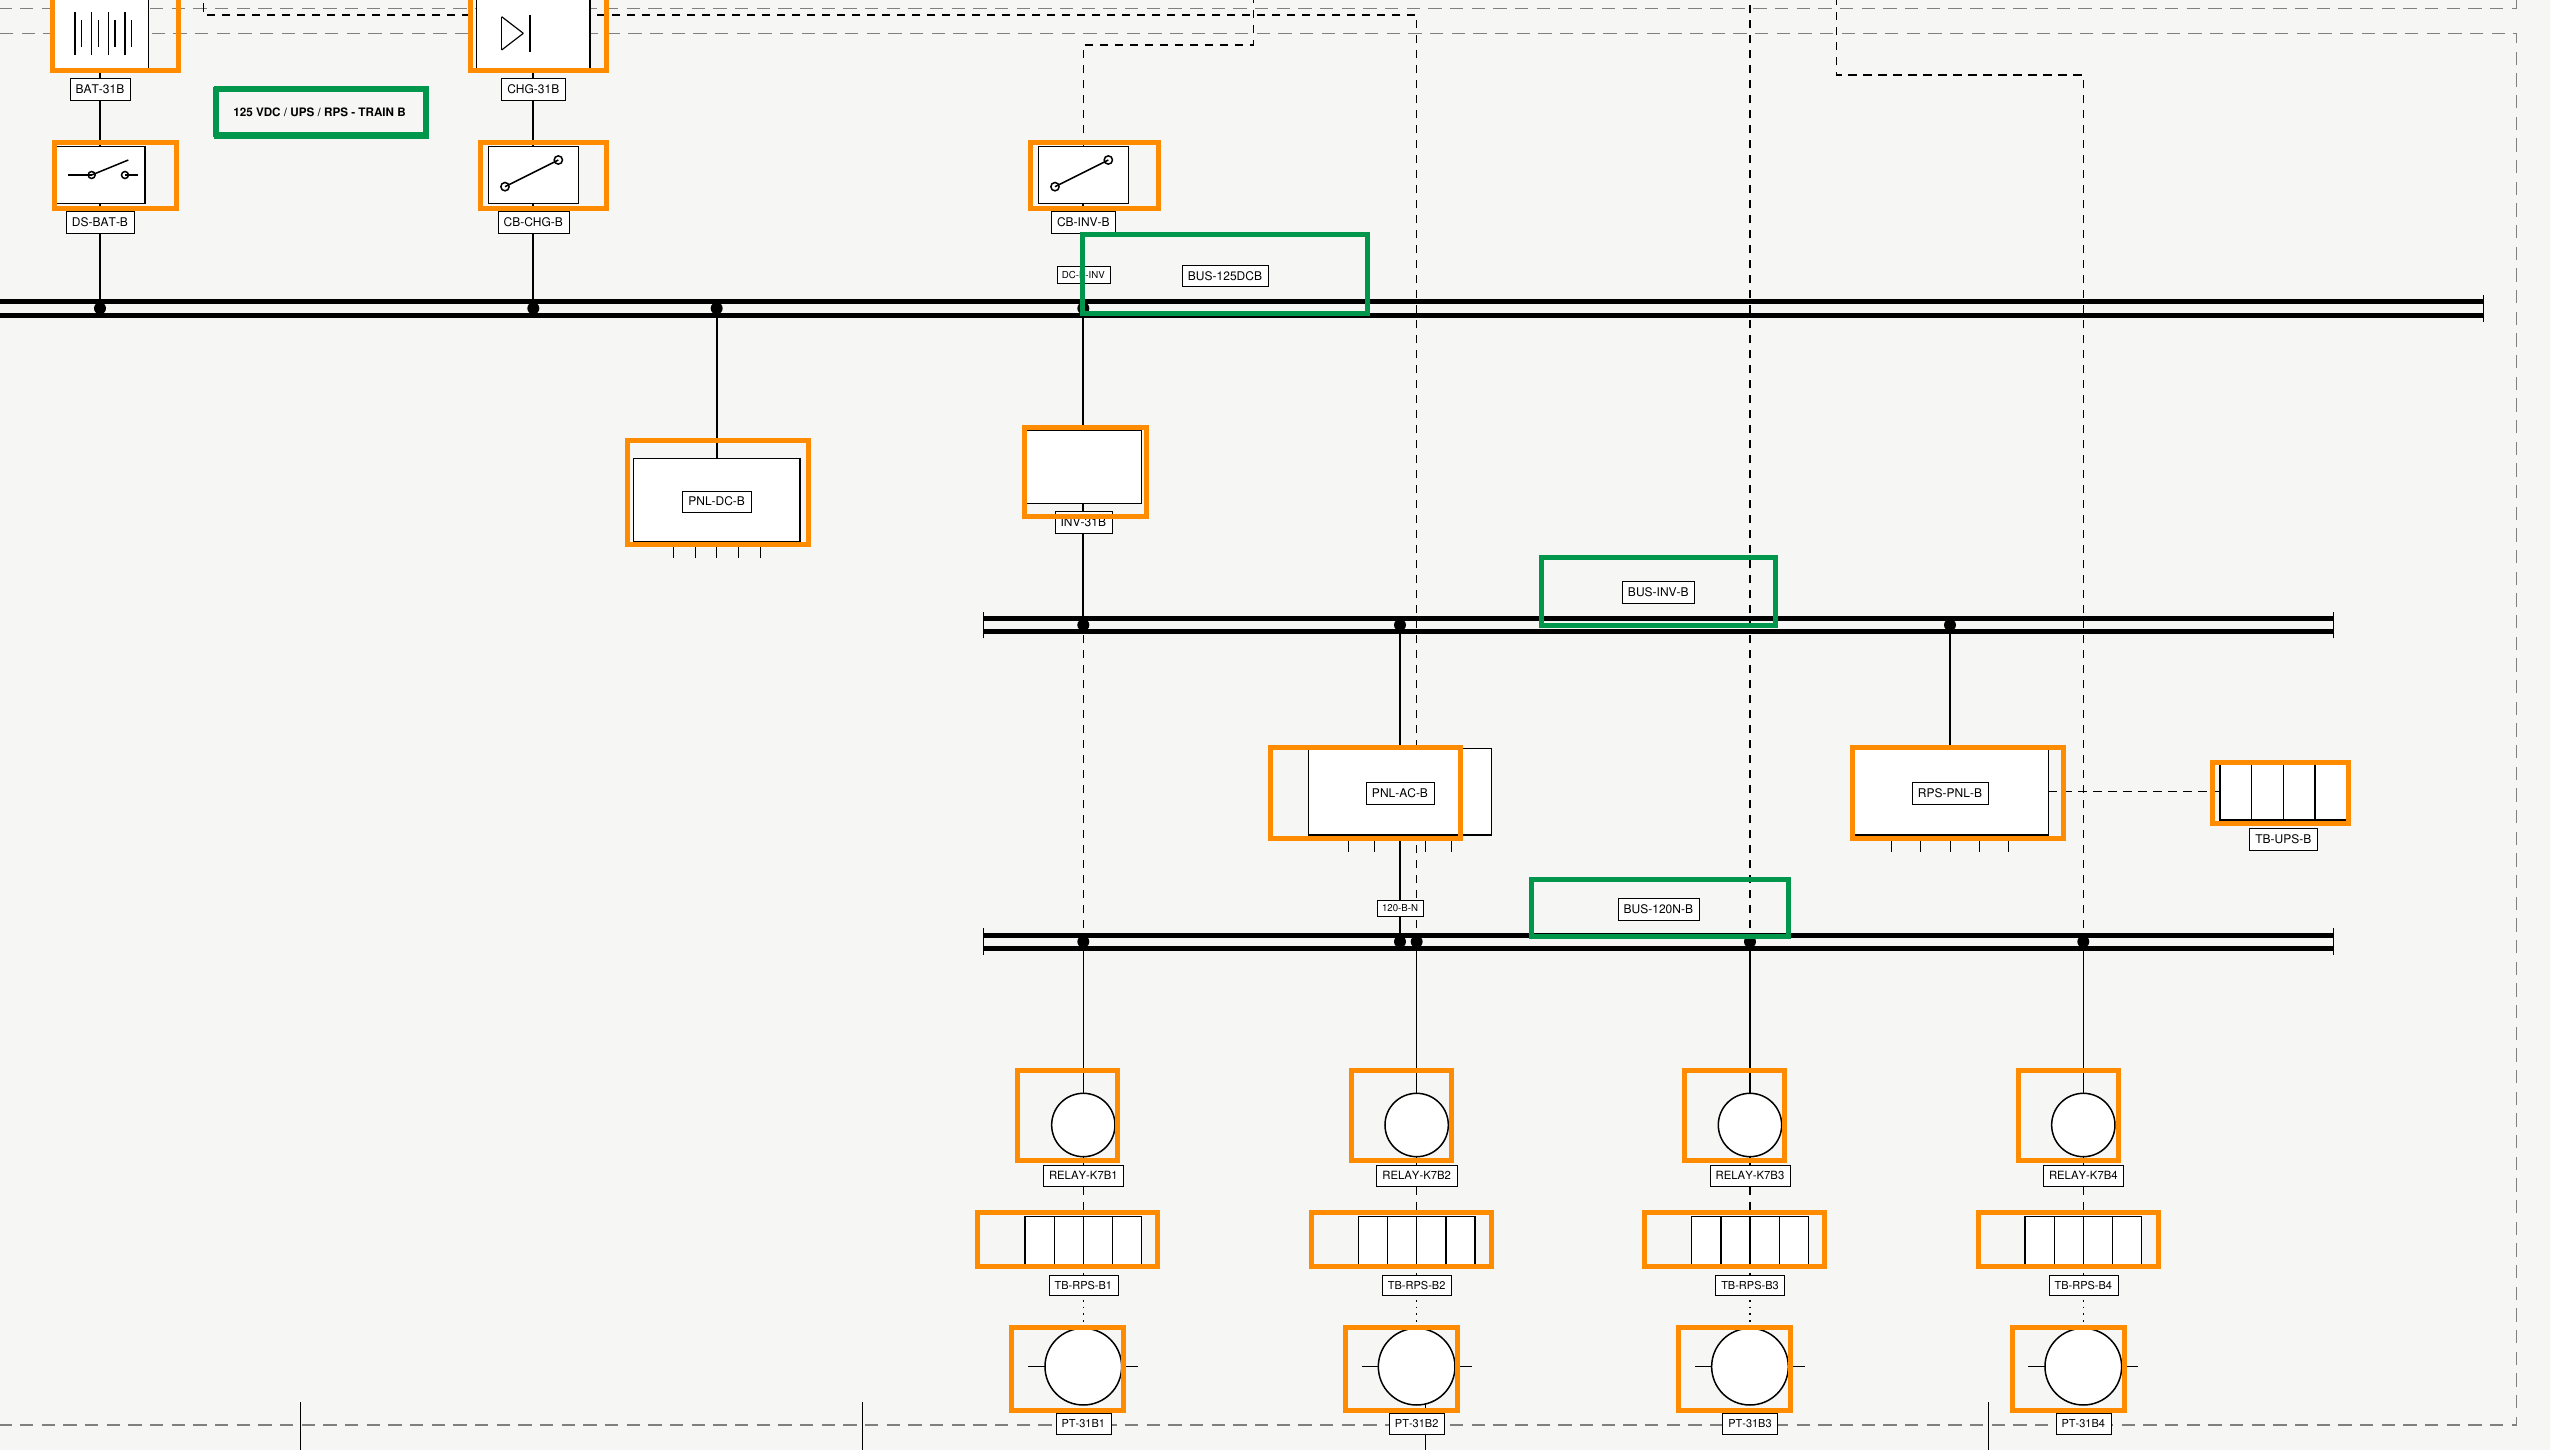 BAT-31B
CHG-31B
125 VDC / UPS / RPS - TRAIN B
DS-BAT-B
CB-CHG-B
CB-INV-B
BUS-125DCB
PNL-DC-B
INV-31B
BUS-INV-B
PNL-AC-B
RPS-PNL-B
TB-UPS-B
120-B-N
BUS-120N-B
RELAY-K7B1
RELAY-K7B2
RELAY-K7B3
RELAY-K7B4
TB-RPS-B1
TB-RPS-B2
TB-RPS-B3
TB-RPS-B4
PT-31B1
PT-31B2
PT-31B3
PT-31B4